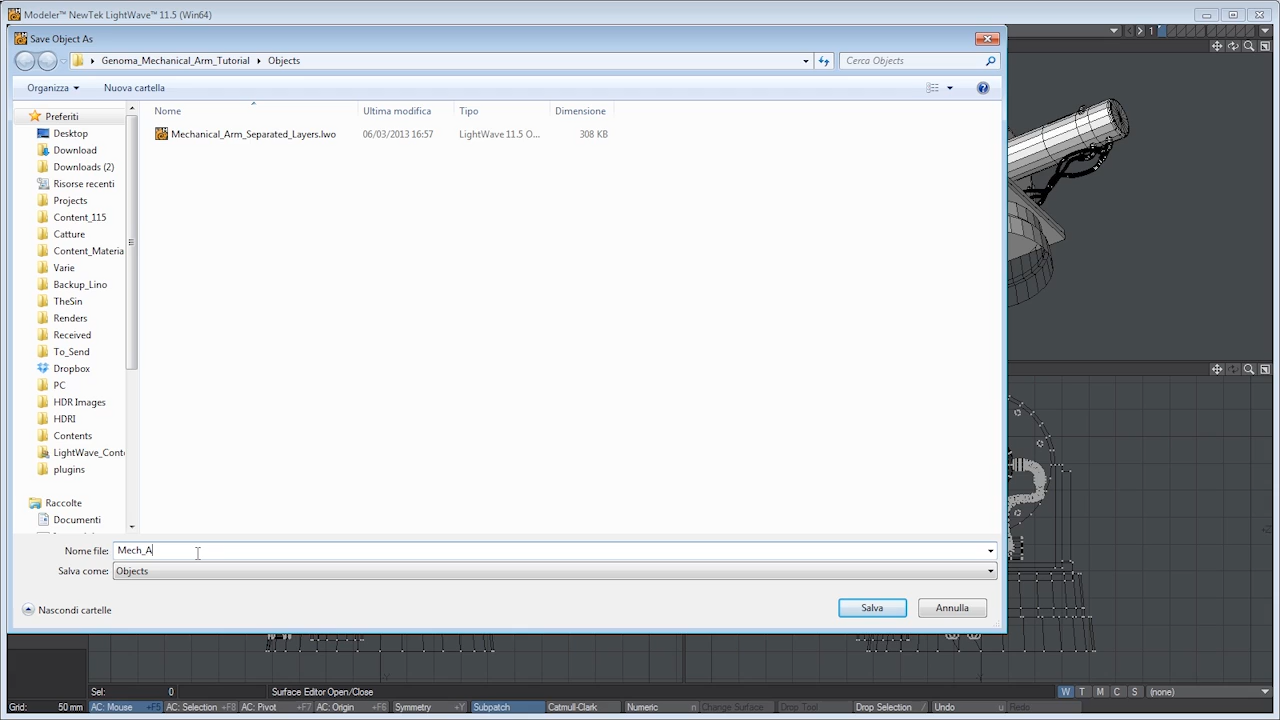 Modeler™ NewTek LightWave™ 11.5 (Win64)
Save Object As
Genoma_Mechanical_Arm_Tutorial Objects
Cerca Objects
1
Organizza Nuova cartella
Nome Ultima modifica Tipo Dimensione
Mechanical_Arm_Separated_Layers.lwo 06/03/2013 16:57 LightWave 11.5 O... 308 KB
Preferiti
Desktop
Download
Downloads (2)
Risorse recenti
Projects
Content_115
Catture
Content_Materia
Varie
Backup_Lino
TheSin
Renders
Received
To_Send
Dropbox
PC
HDR Images
HDRI
Contents
LightWave_Conte
plugins
Raccolte
Documenti
Nome file: Mech_A
Salva come: Objects
Nascondi cartelle
Salva Annulla
Sel: 0 Surface Editor Open/Close W T M C S (none)
Grid: 50 mm AC: Mouse +F5 AC: Selection +F8 AC: Pivot +F7 AC: Origin +F6 Symmetry +Y Subpatch Catmull-Clark Numeric n Change Surface Drop Tool Drop Selection / Undo u Redo